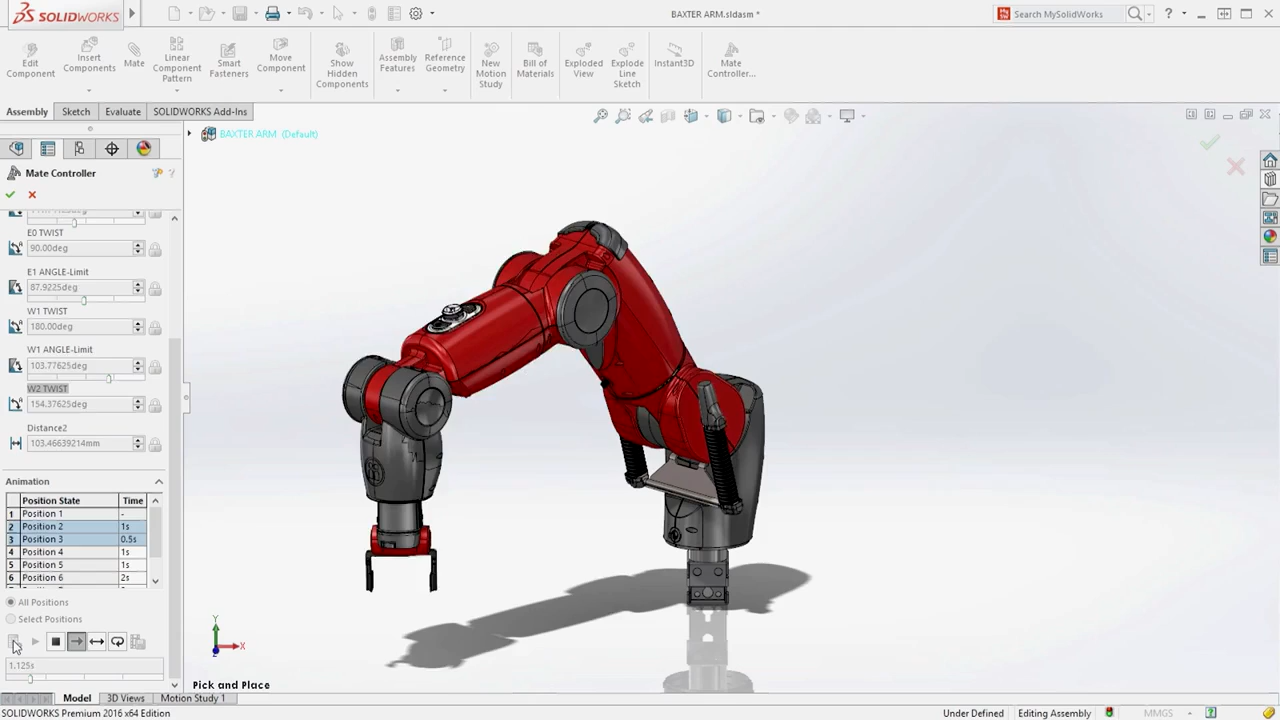 SOLIDWORKS
BAXTER ARM.sldasm *
Search MySolidWorks
Edit Component
Insert Components
Mate
Linear Component Pattern
Smart Fasteners
Move Component
Show Hidden Components
Assembly Features
Reference Geometry
New Motion Study
Bill of Materials
Exploded View
Explode Line Sketch
Instant3D
Mate Controller...
Assembly
Sketch
Evaluate
SOLIDWORKS Add-Ins
BAXTER ARM (Default)
Mate Controller
E0 TWIST
90.00deg
E1 ANGLE-Limit
87.9225deg
W1 TWIST
180.00deg
W1 ANGLE-Limit
103.77625deg
W2 TWIST
154.37625deg
Distance2
103.46639214mm
Animation
Position State Time
1 Position 1 -
2 Position 2 1s
3 Position 3 0.5s
4 Position 4 1s
5 Position 5 1s
6 Position 6 2s
All Positions
Select Positions
1.125s
Y
X
Z
Pick and Place
Model
3D Views
Motion Study 1
SOLIDWORKS Premium 2016 x64 Edition
Under Defined
Editing Assembly
MMGS